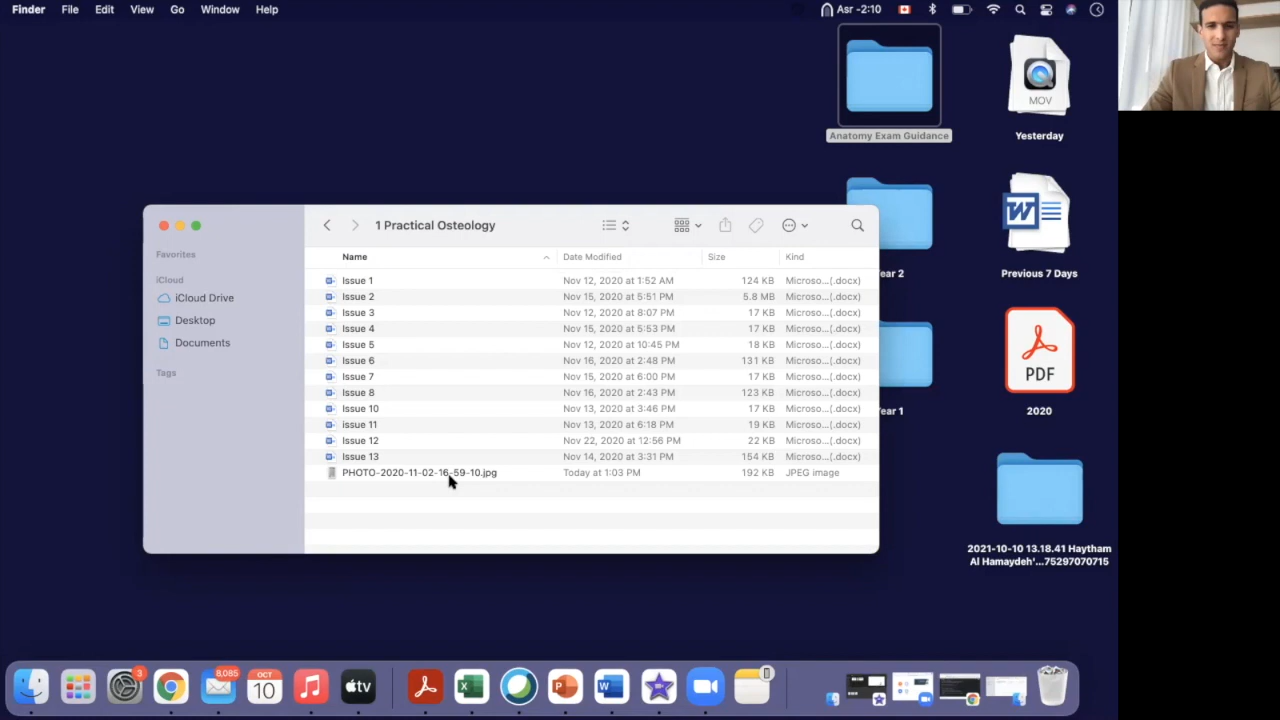 Finder File Edit View Go Window Help Asr -2:10
Anatomy Exam Guidance
MOV
Yesterday
Previous 7 Days
ear 2
PDF
2020
ear 1
2021-10-10 13.18.41 Haytham
Al Hamaydeh'...75297070715
1 Practical Osteology
Favorites
iCloud
iCloud Drive
Desktop
Documents
Tags
Name Date Modified Size Kind
Issue 1 Nov 12, 2020 at 1:52 AM 124 KB Microso...(.docx)
Issue 2 Nov 15, 2020 at 5:51 PM 5.8 MB Microso...(.docx)
Issue 3 Nov 12, 2020 at 8:07 PM 17 KB Microso...(.docx)
Issue 4 Nov 15, 2020 at 5:53 PM 17 KB Microso...(.docx)
Issue 5 Nov 12, 2020 at 10:45 PM 18 KB Microso...(.docx)
Issue 6 Nov 16, 2020 at 2:48 PM 131 KB Microso...(.docx)
Issue 7 Nov 15, 2020 at 6:00 PM 17 KB Microso...(.docx)
Issue 8 Nov 16, 2020 at 2:43 PM 123 KB Microso...(.docx)
Issue 10 Nov 13, 2020 at 3:46 PM 17 KB Microso...(.docx)
Issue 11 Nov 13, 2020 at 6:18 PM 19 KB Microso...(.docx)
Issue 12 Nov 22, 2020 at 12:56 PM 22 KB Microso...(.docx)
Issue 13 Nov 14, 2020 at 3:31 PM 154 KB Microso...(.docx)
PHOTO-2020-11-02-16-59-10.jpg Today at 1:03 PM 192 KB JPEG image
3
8,085
OCT
10
tv
X
P
W
W